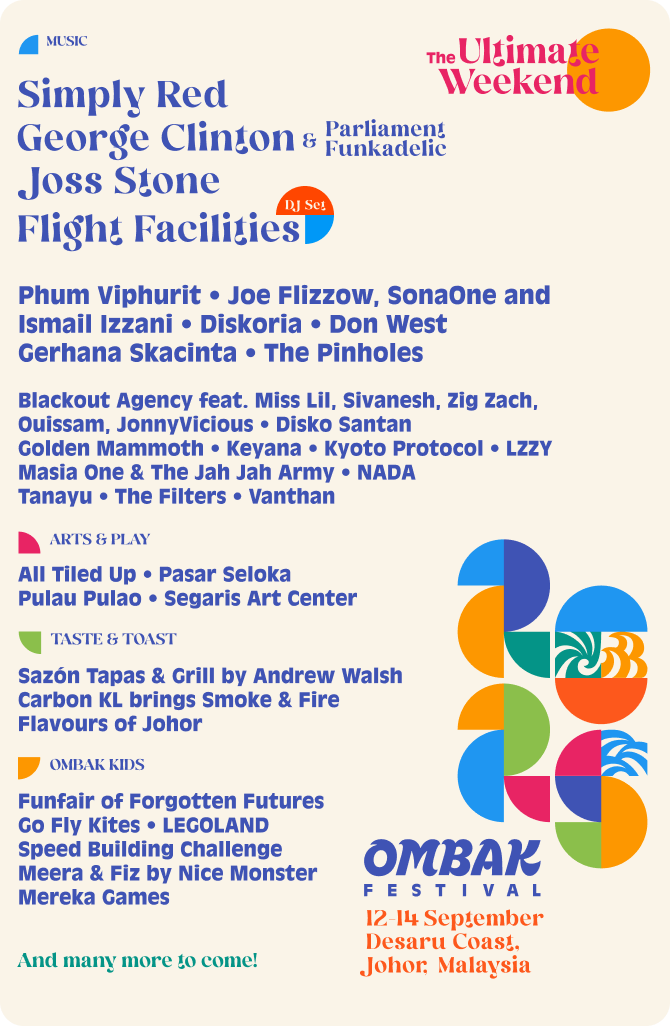 MUSIC
The Ultimate
Weekend
Simply Red
George Clinton & Parliament Funkadelic
Joss Stone
Flight Facilities DJ Set
Phum Viphurit • Joe Flizzow, SonaOne and
Ismail Izzani • Diskoria • Don West
Gerhana Skacinta • The Pinholes
Blackout Agency feat. Miss Lil, Sivanesh, Zig Zach,
Ouissam, JonnyVicious • Disko Santan
Golden Mammoth • Keyana • Kyoto Protocol • LZZY
Masia One & The Jah Jah Army • NADA
Tanayu • The Filters • Vanthan
ARTS & PLAY
All Tiled Up • Pasar Seloka
Pulau Pulao • Segaris Art Center
TASTE & TOAST
Sazón Tapas & Grill by Andrew Walsh
Carbon KL brings Smoke & Fire
Flavours of Johor
OMBAK KIDS
Funfair of Forgotten Futures
Go Fly Kites • LEGOLAND
Speed Building Challenge
Meera & Fiz by Nice Monster
Mereka Games
And many more to come!
2025
OMBAK
FESTIVAL
12-14 September
Desaru Coast,
Johor, Malaysia